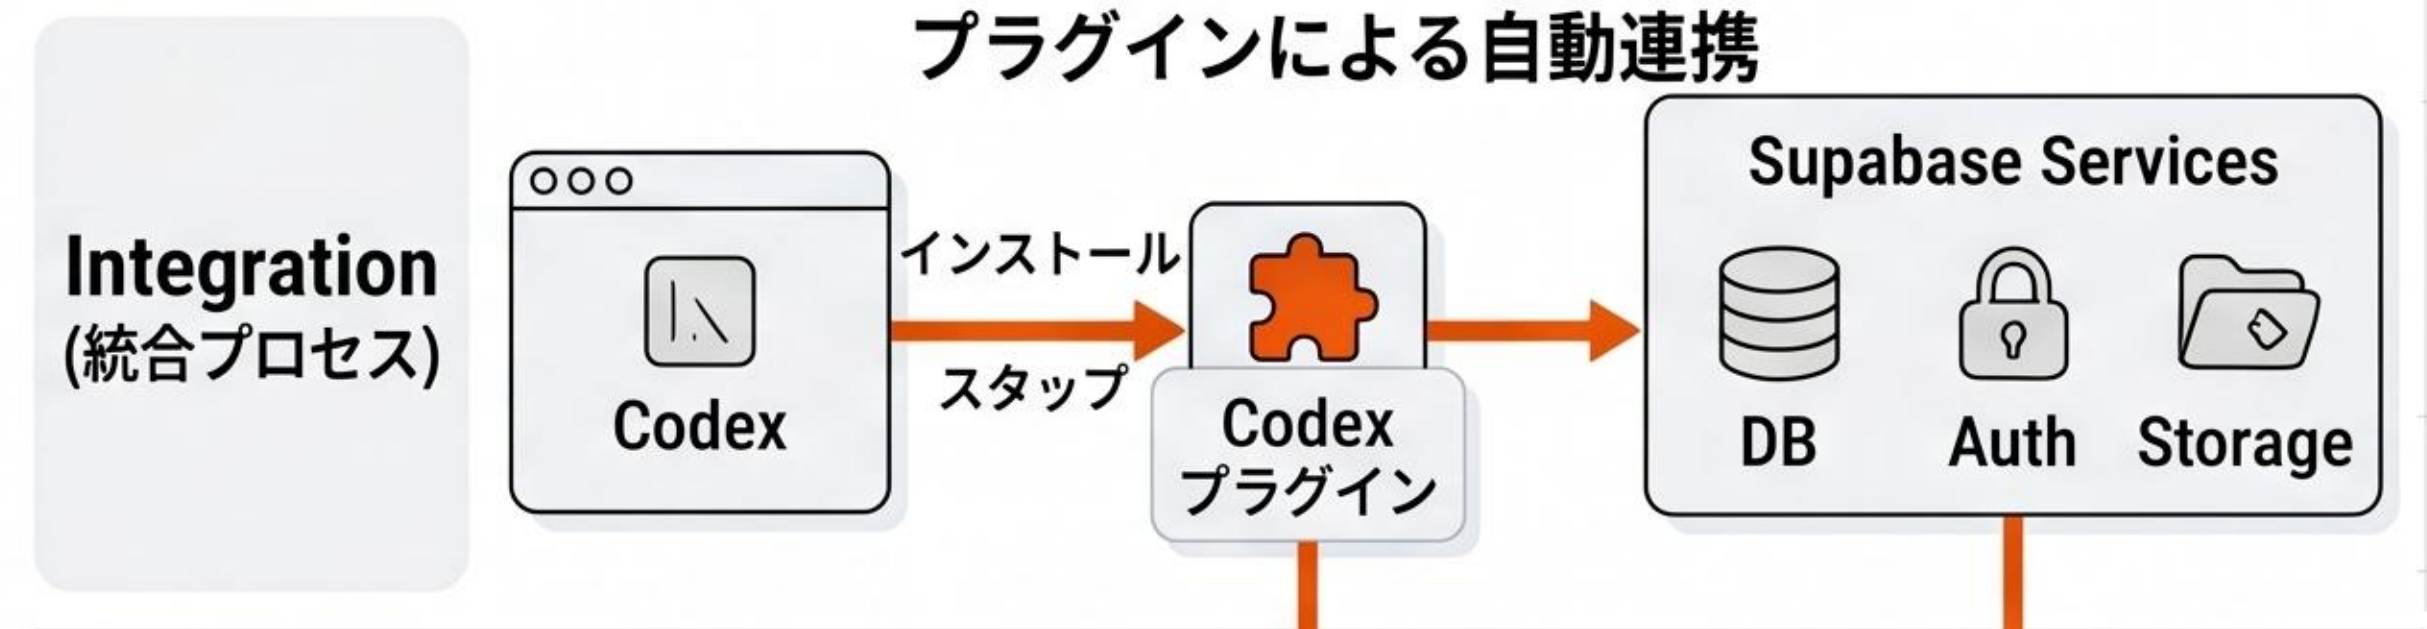 プラグインによる自動連携
Integration
(統合プロセス)
Codex
インストール
スタップ
Codex
プラグイン
Supabase Services
DB
Auth
Storage